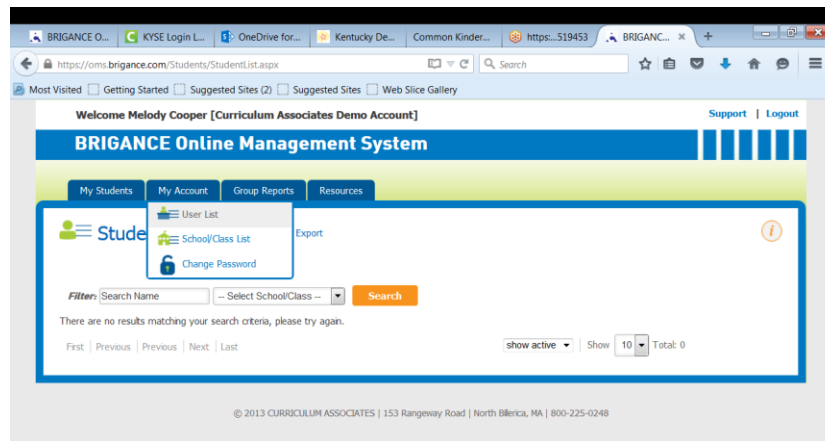 BRIGANCE O... KYSE Login L... OneDrive for... Kentucky De... Common Kinder... https:...519453 BRIGANC... × +
https://oms.brigance.com/Students/StudentList.aspx Search
Most Visited Getting Started Suggested Sites (2) Suggested Sites Web Slice Gallery
Welcome Melody Cooper [Curriculum Associates Demo Account] Support | Logout
BRIGANCE Online Management System
My Students My Account Group Reports Resources
User List
Stude Export
School/Class List
Change Password
Filter: Search Name -- Select School/Class -- Search
There are no results matching your search criteria, please try again.
First | Previous | Previous | Next | Last show active Show 10 Total: 0
© 2013 CURRICULUM ASSOCIATES | 153 Rangeway Road | North Billerica, MA | 800-225-0248